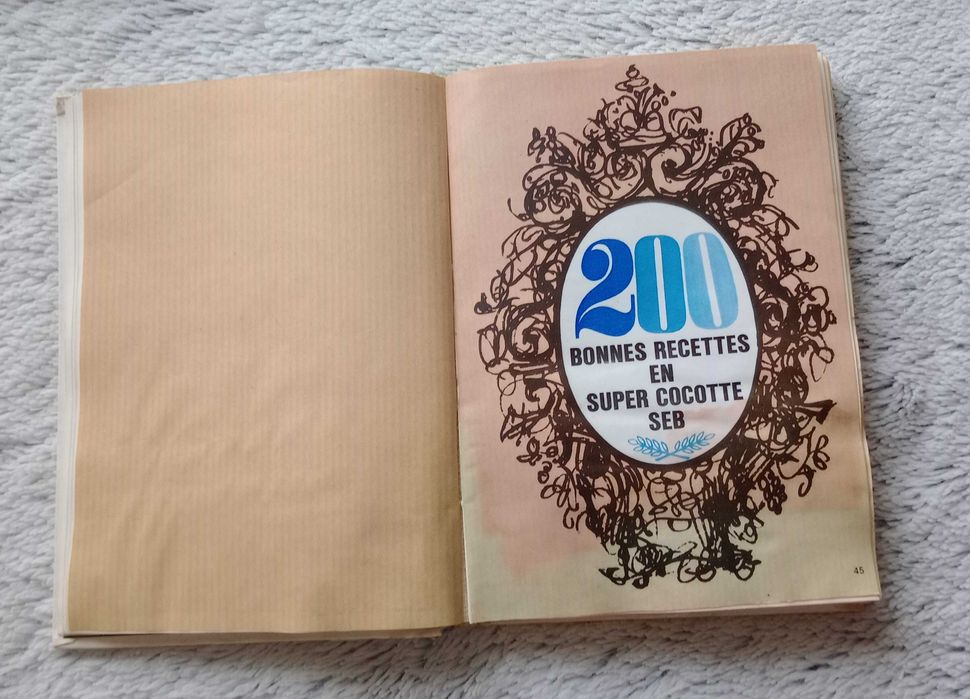 200
BONNES RECETTES
EN
SUPER COCOTTE
SEB
45